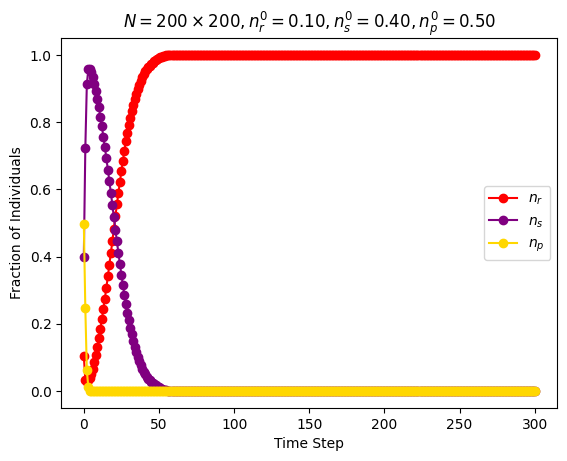 N = 200 × 200, n_r^0 = 0.10, n_s^0 = 0.40, n_p^0 = 0.50
1.0
0.8
0.6
0.4
0.2
0.0
Fraction of Individuals
n_r
n_s
n_p
0 50 100 150 200 250 300
Time Step